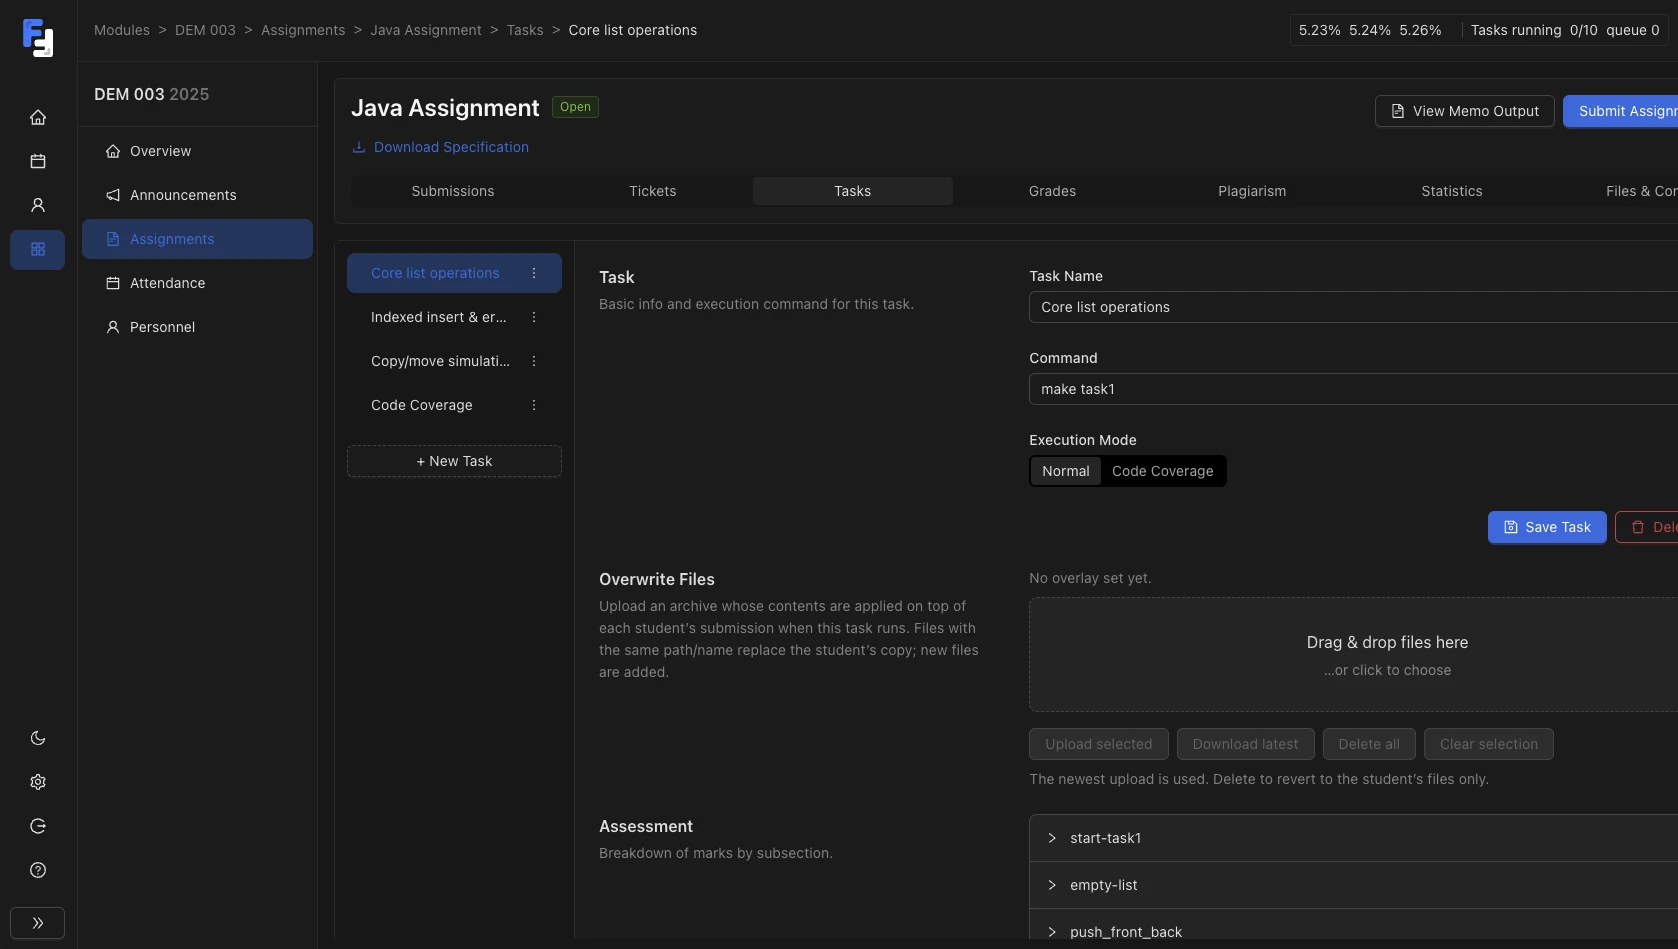 Modules > DEM 003 > Assignments > Java Assignment > Tasks > Core list operations
5.23% 5.24% 5.26% Tasks running 0/10 queue 0
DEM 003 2025
Overview
Announcements
Assignments
Attendance
Personnel
Java Assignment Open
View Memo Output
Submit Assignm
Download Specification
Submissions Tickets Tasks Grades Plagiarism Statistics Files & Con
Core list operations
Indexed insert & er...
Copy/move simulati...
Code Coverage
+ New Task
Task
Basic info and execution command for this task.
Task Name
Core list operations
Command
make task1
Execution Mode
Normal Code Coverage
Save Task
Dele
Overwrite Files
Upload an archive whose contents are applied on top of
each student's submission when this task runs. Files with
the same path/name replace the student's copy; new files
are added.
No overlay set yet.
Drag & drop files here
...or click to choose
Upload selected Download latest Delete all Clear selection
The newest upload is used. Delete to revert to the student's files only.
Assessment
Breakdown of marks by subsection.
start-task1
empty-list
push_front_back